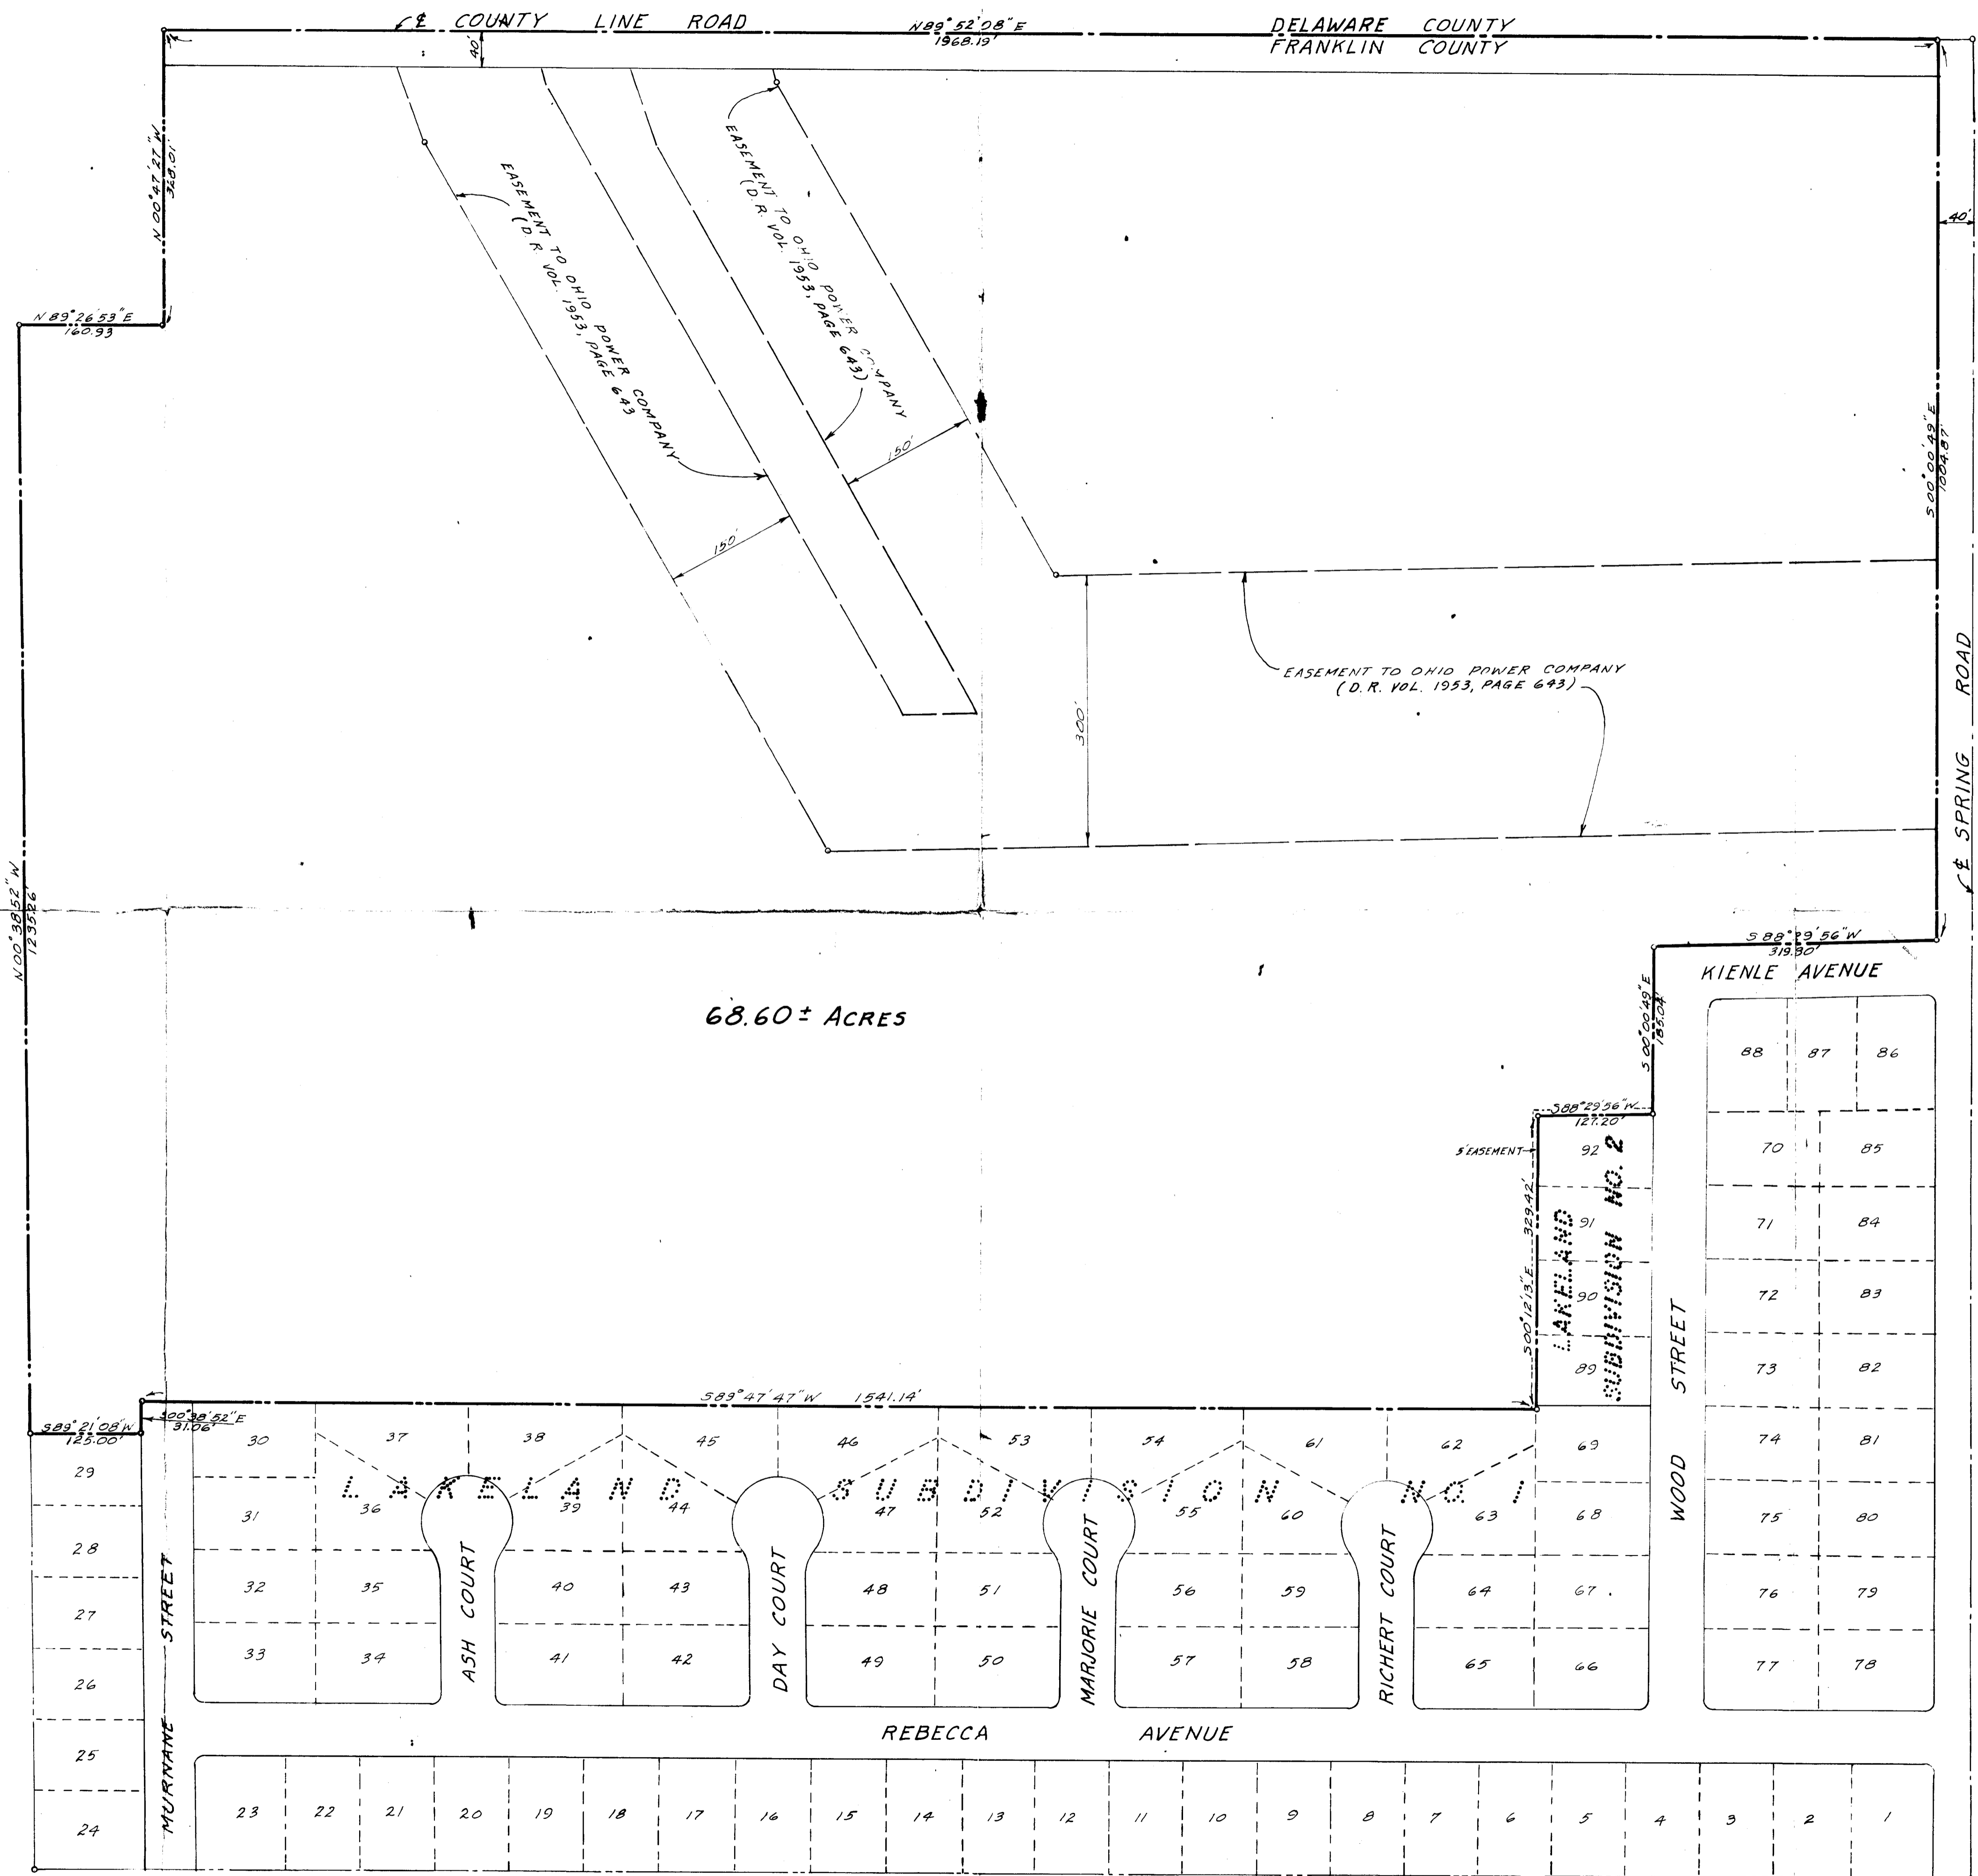 ℄ COUNTY LINE ROAD
N89°52'08"E
1968.19'
DELAWARE COUNTY
FRANKLIN COUNTY
40'
N 00°47'27" W
328.01'
EASEMENT TO OHIO POWER COMPANY
(D.R. VOL. 1953, PAGE 643
EASEMENT TO OHIO POWER COMPANY
(D.R. VOL. 1953, PAGE 643)
40'
N 89°26'53" E
160.93
150'
150'
S 00°00'49" E
1004.87'
EASEMENT TO OHIO POWER COMPANY
(D.R. VOL. 1953, PAGE 643)
300'
℄ SPRING ROAD
N00°38'52" W
1235.26'
S 88°29'56" W
319.80'
KIENLE AVENUE
68.60± ACRES
S 00°00'49" E
185.04'
88 87 86
S88°29'56" W
127.20'
5' EASEMENT
S00°12'13"E 329.42'
92
91
90
89
LAKELAND
SUBDIVISION NO. 2
WOOD STREET
70 85
71 84
72 83
73 82
74 81
75 80
76 79
77 78
S89°47'47"W 1541.14'
S89°21'08"W
125.00'
S00°38'52"E
31.06'
30 37 38 45 46 53 54 61 62 69
29
LAKELAND SUBDIVISION NO. 1
31 36 39 44 47 52 55 60 63 68
28
32 35 40 43 48 51 56 59 64 67
27
33 34 41 42 49 50 57 58 65 66
26
ASH COURT
DAY COURT
MARJORIE COURT
RICHERT COURT
MURNANE STREET
REBECCA AVENUE
25
24
23 22 21 20 19 18 17 16 15 14 13 12 11 10 9 8 7 6 5 4 3 2 1